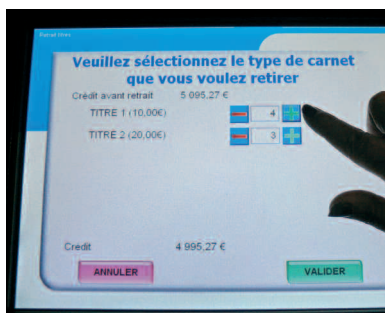 Veuillez sélectionnez le type de carnet
que vous voulez retirer
Crédit avant retrait 5 095,27 €
TITRE 1 (10,00€) 4
TITRE 2 (20,00€) 3
Credit 4 995,27 €
ANNULER VALIDER